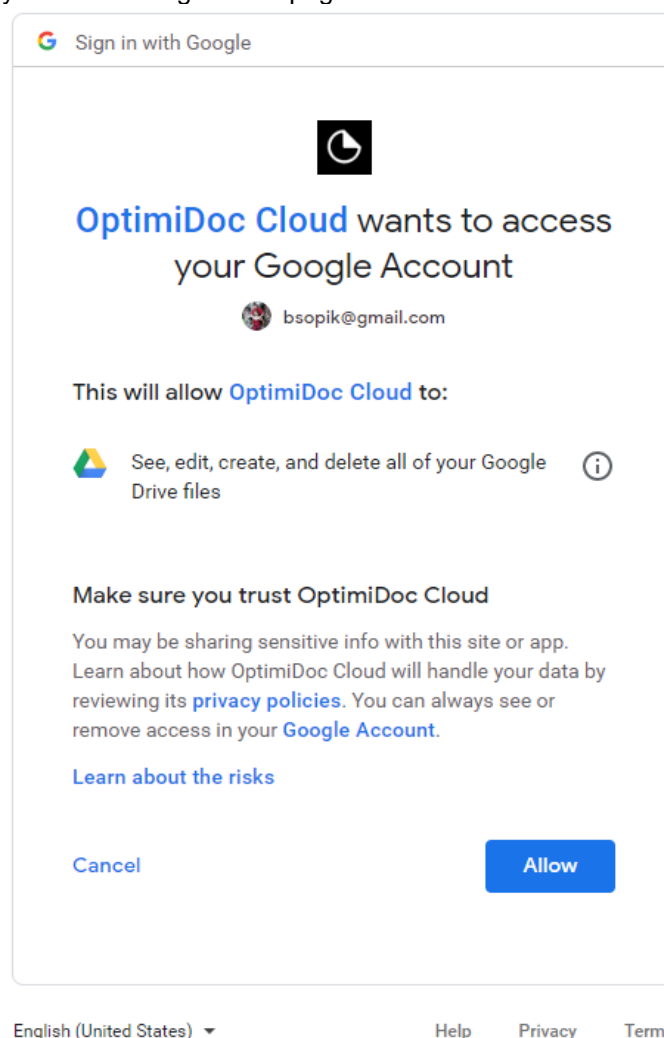 Sign in with Google
OptimiDoc Cloud wants to access
your Google Account
bsopik@gmail.com
This will allow OptimiDoc Cloud to:
See, edit, create, and delete all of your Google
Drive files
Make sure you trust OptimiDoc Cloud
You may be sharing sensitive info with this site or app.
Learn about how OptimiDoc Cloud will handle your data by
reviewing its privacy policies. You can always see or
remove access in your Google Account.
Learn about the risks
Cancel Allow
English (United States) Help Privacy Term